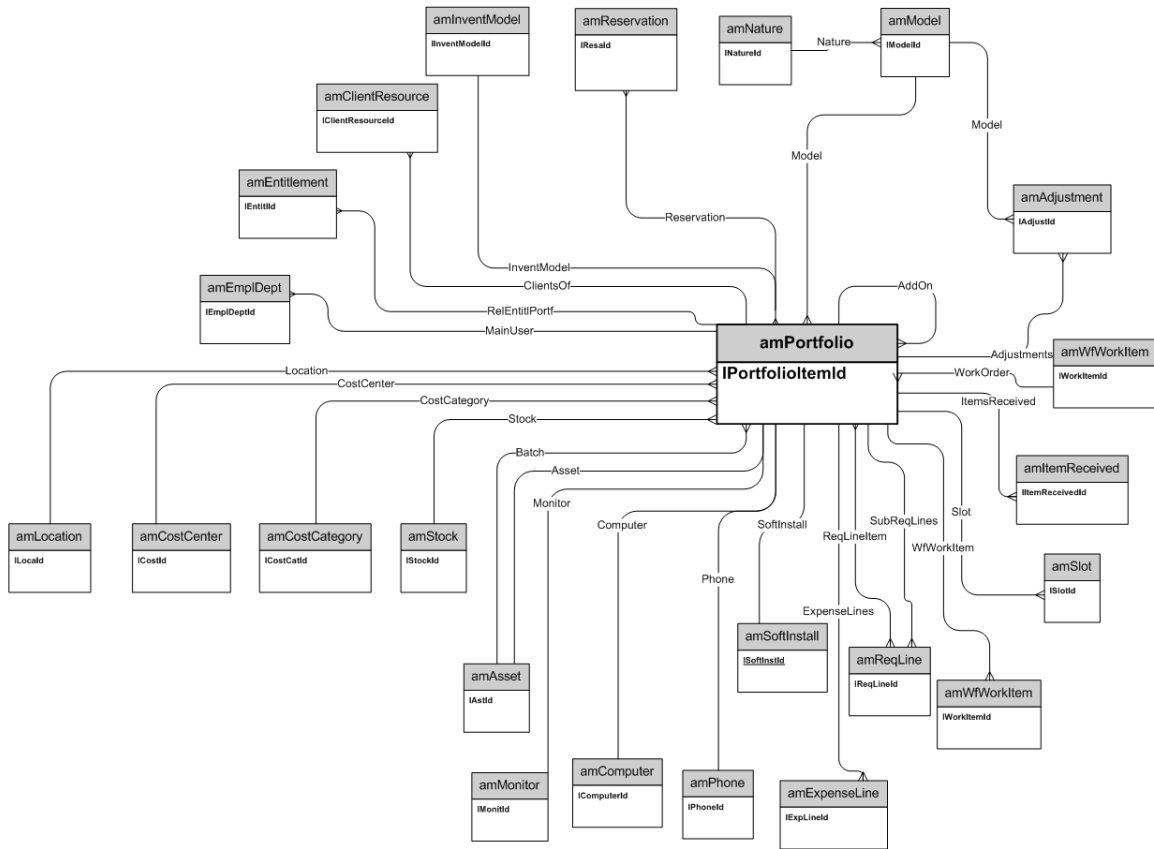 amInventModel
lInventModelId
amReservation
lResaId
amNature
lNatureId
Nature
amModel
lModelId
amClientResource
lClientResourceId
Model
Model
amEntitlement
lEntitlId
amAdjustment
lAdjustId
Reservation
InventModel
ClientsOf
AddOn
amEmplDept
lEmplDeptId
RelEntitlPortf
MainUser
amPortfolio
lPortfolioItemId
Adjustments
amWfWorkItem
lWorkItemId
Location
WorkOrder
CostCenter
CostCategory
ItemsReceived
Stock
Batch
Asset
Monitor
amItemReceived
lItemReceivedId
amLocation
lLocaId
amCostCenter
lCostId
amCostCategory
lCostCatId
amStock
lStockId
Computer
SoftInstall
ReqLineItem
SubReqLines
Slot
WfWorkItem
amSlot
lSlotId
Phone
ExpenseLines
amSoftInstall
lSoftInstId
amReqLine
lReqLineId
amAsset
lAstId
amWfWorkItem
lWorkItemId
amMonitor
lMonitId
amComputer
lComputerId
amPhone
lPhoneId
amExpenseLine
lExpLineId